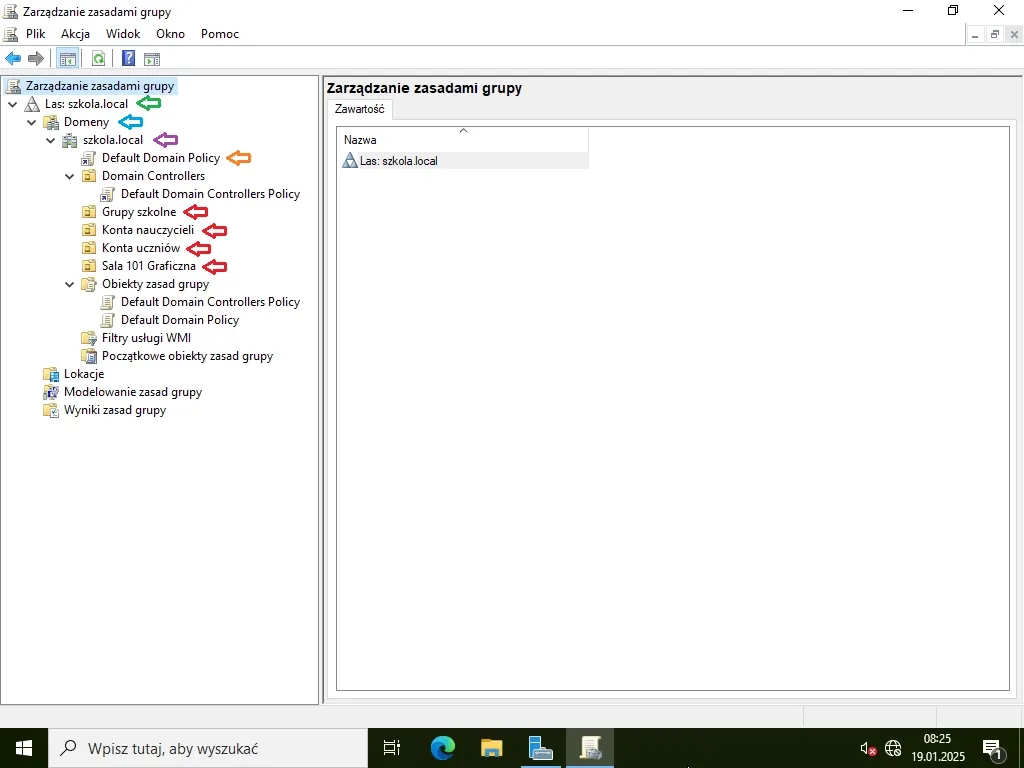 Zarządzanie zasadami grupy
Plik Akcja Widok Okno Pomoc
Zarządzanie zasadami grupy
Las: szkola.local
Domeny
szkola.local
Default Domain Policy
Domain Controllers
Default Domain Controllers Policy
Grupy szkolne
Konta nauczycieli
Konta uczniów
Sala 101 Graficzna
Obiekty zasad grupy
Default Domain Controllers Policy
Default Domain Policy
Filtry usługi WMI
Początkowe obiekty zasad grupy
Lokacje
Modelowanie zasad grupy
Wyniki zasad grupy
Zarządzanie zasadami grupy
Zawartość
Nazwa
Las: szkola.local
Wpisz tutaj, aby wyszukać
08:25
19.01.2025
1